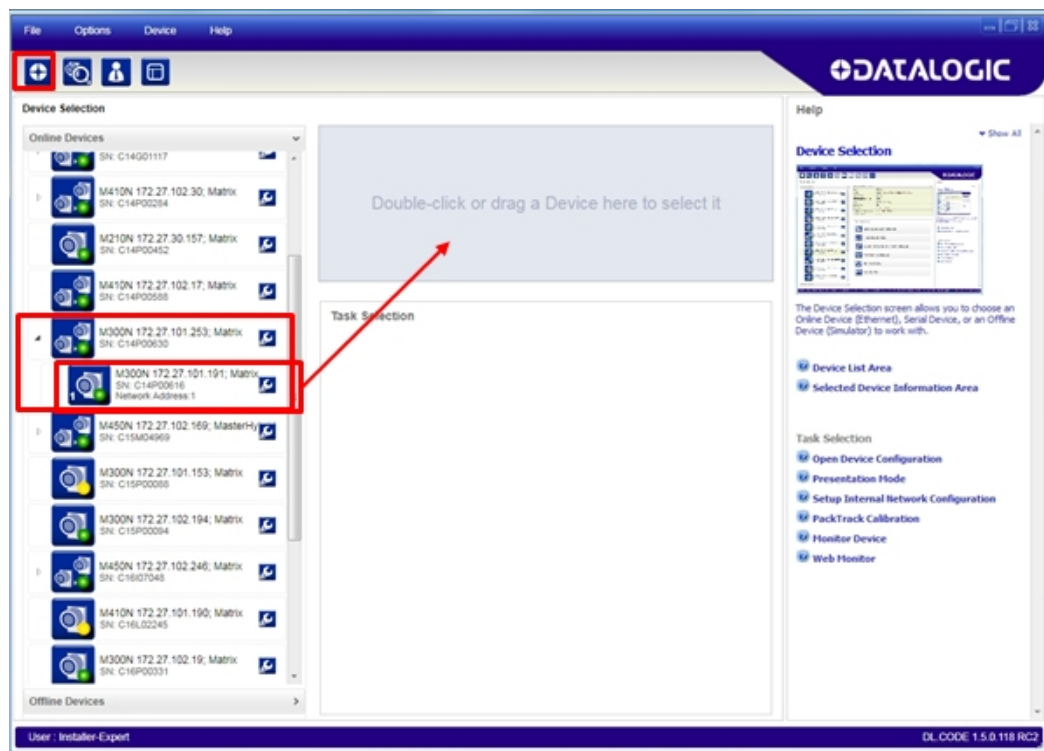 File Options Device Help
DATALOGIC
Device Selection
Online Devices
SN: C14G01117
M410N 172.27.102.30; Matrix
SN: C14P00284
M210N 172.27.30.157; Matrix
SN: C14P00452
M410N 172.27.102.17; Matrix
SN: C14P00588
M300N 172.27.101.253; Matrix
SN: C14P00630
M300N 172.27.101.191; Matrix
SN: C14P00616
Network Address:1
1
M450N 172.27.102.169; MasterHy
SN: C15M04969
M300N 172.27.101.153; Matrix
SN: C15P00088
M300N 172.27.102.194; Matrix
SN: C15P00094
M450N 172.27.102.246; Matrix
SN: C16I07048
M410N 172.27.101.190; Matrix
SN: C16L02245
M300N 172.27.102.19; Matrix
SN: C16P00331
Offline Devices
Double-click or drag a Device here to select it
Task Selection
Help
Show All
Device Selection
The Device Selection screen allows you to choose an
Online Device (Ethernet), Serial Device, or an Offline
Device (Simulator) to work with.
Device List Area
Selected Device Information Area
Task Selection
Open Device Configuration
Presentation Mode
Setup Internal Network Configuration
PackTrack Calibration
Monitor Device
Web Monitor
User : Installer-Expert
DL.CODE 1.5.0.118 RC2